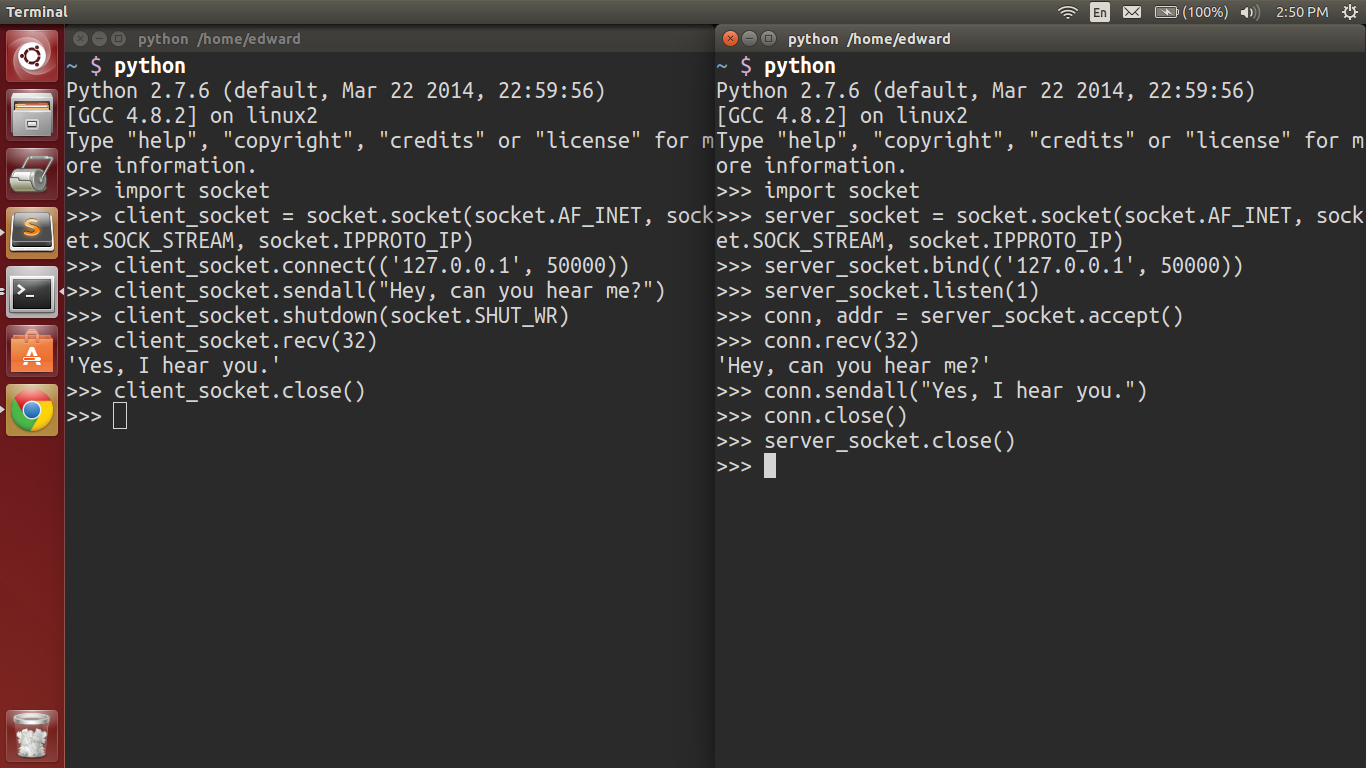 Terminal
En
(100%)
2:50 PM
python /home/edward
~ $ python
Python 2.7.6 (default, Mar 22 2014, 22:59:56)
[GCC 4.8.2] on linux2
Type "help", "copyright", "credits" or "license" for m
ore information.
>>> import socket
>>> client_socket = socket.socket(socket.AF_INET, sock
et.SOCK_STREAM, socket.IPPROTO_IP)
>>> client_socket.connect(('127.0.0.1', 50000))
>>> client_socket.sendall("Hey, can you hear me?")
>>> client_socket.shutdown(socket.SHUT_WR)
>>> client_socket.recv(32)
'Yes, I hear you.'
>>> client_socket.close()
>>>
python /home/edward
~ $ python
Python 2.7.6 (default, Mar 22 2014, 22:59:56)
[GCC 4.8.2] on linux2
Type "help", "copyright", "credits" or "license" for m
ore information.
>>> import socket
>>> server_socket = socket.socket(socket.AF_INET, sock
et.SOCK_STREAM, socket.IPPROTO_IP)
>>> server_socket.bind(('127.0.0.1', 50000))
>>> server_socket.listen(1)
>>> conn, addr = server_socket.accept()
>>> conn.recv(32)
'Hey, can you hear me?'
>>> conn.sendall("Yes, I hear you.")
>>> conn.close()
>>> server_socket.close()
>>>